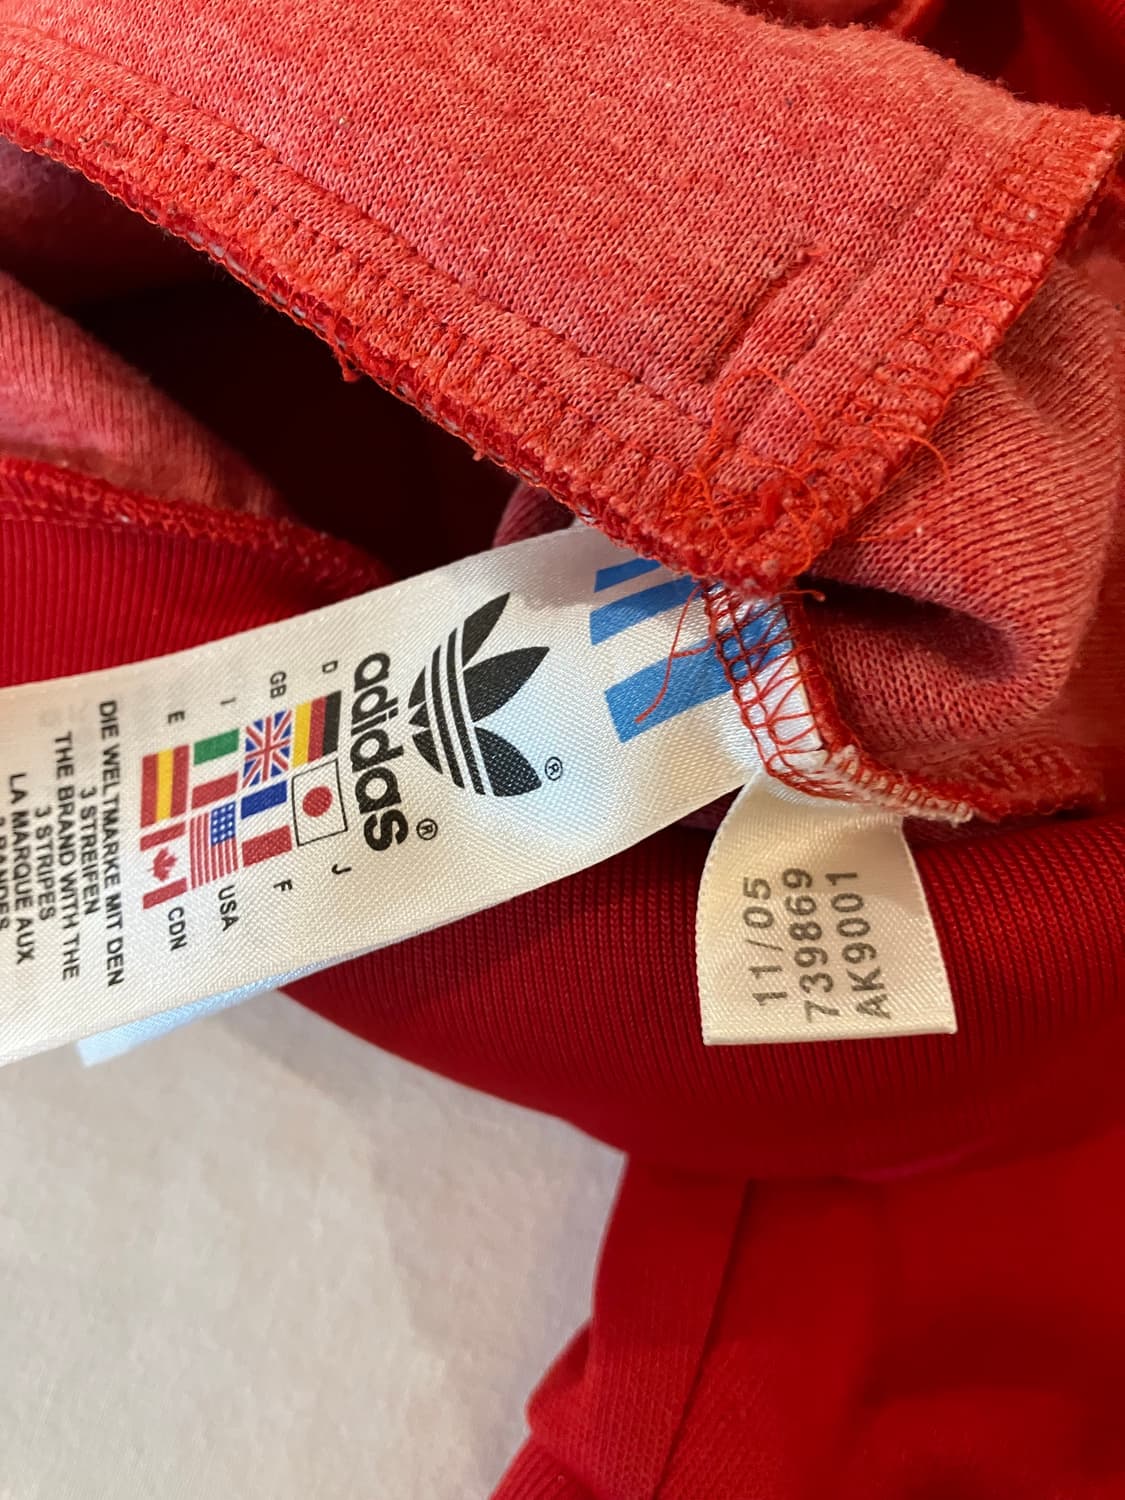 adidas®
®
D
GB
I
E
J
F
USA
CDN
DIE WELTMARKE MIT DEN
3 STREIFEN
THE BRAND WITH THE
3 STRIPES
LA MARQUE AUX
11/05
739869
AK9001